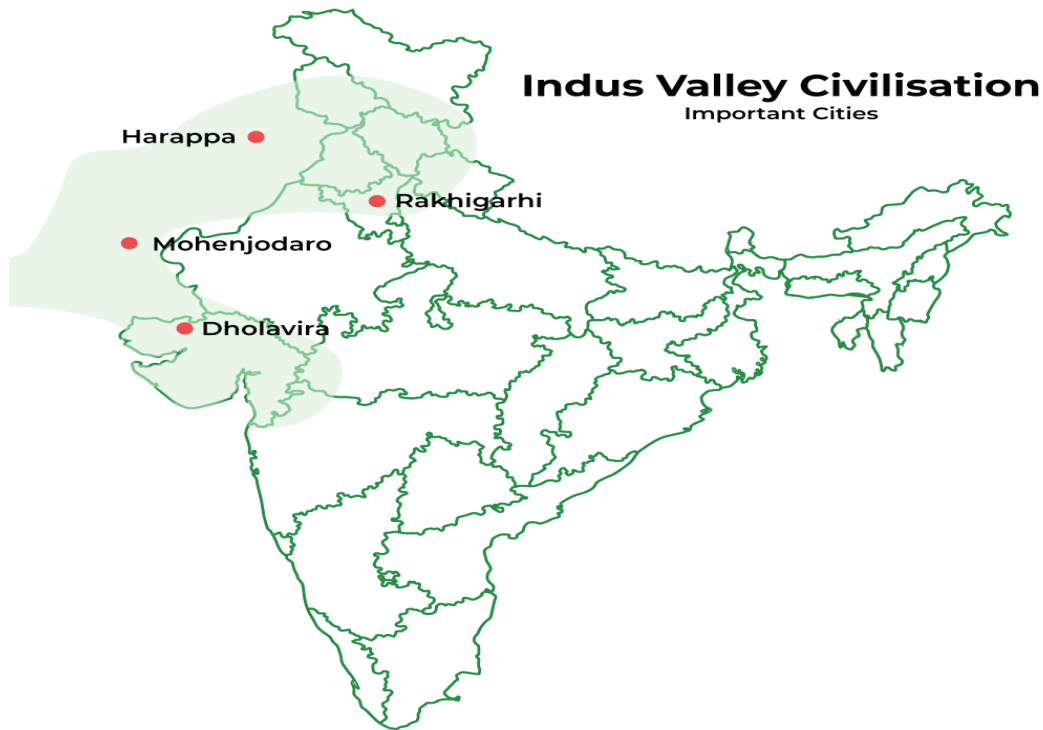 Indus Valley Civilisation
Important Cities
Harappa
Rakhigarhi
Mohenjodaro
Dholavira